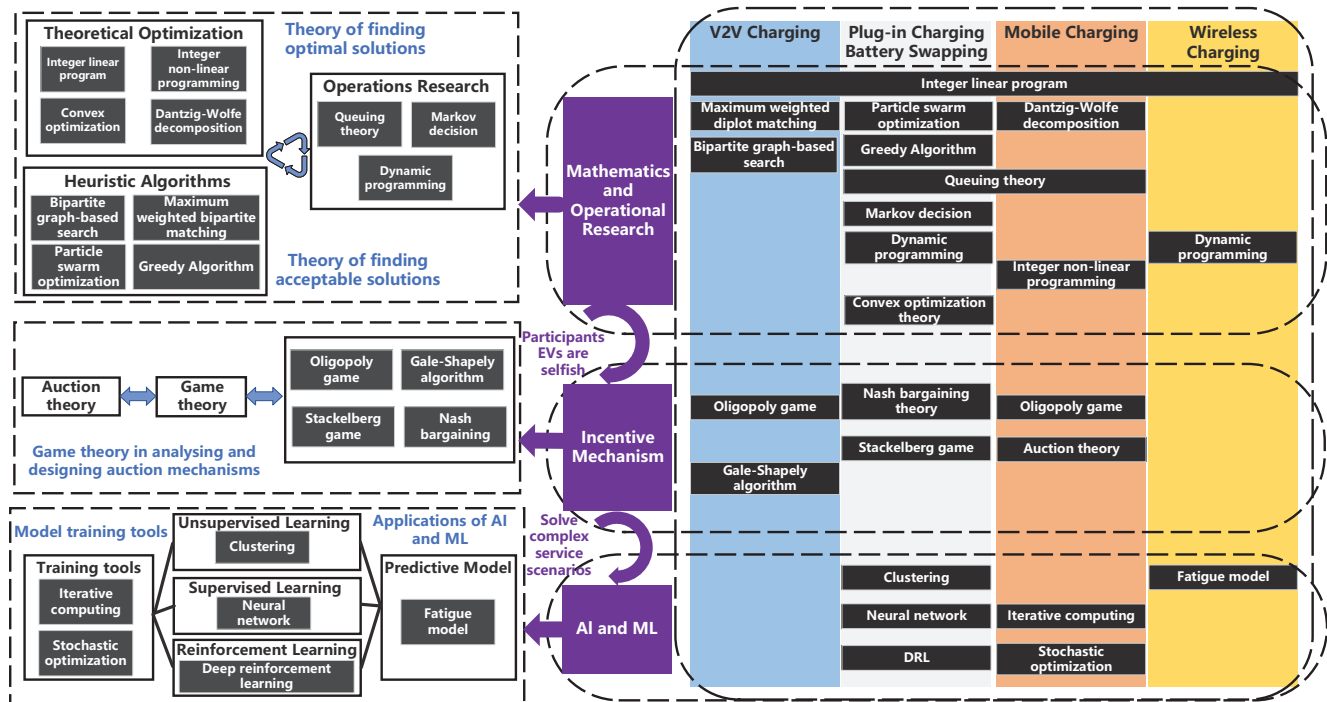 Theoretical Optimization
Integer linear
program
Integer
non-linear
programming
Convex
optimization
Dantzig-Wolfe
decomposition
Theory of finding
optimal solutions
Operations Research
Queuing
theory
Markov
decision
Dynamic
programming
Heuristic Algorithms
Bipartite
graph-based
search
Maximum
weighted bipartite
matching
Particle
swarm
optimization
Greedy Algorithm
Theory of finding
acceptable solutions
Auction
theory
Game
theory
Oligopoly
game
Gale-Shapely
algorithm
Stackelberg
game
Nash
bargaining
Game theory in analysing and
designing auction mechanisms
Model training tools
Training tools
Iterative
computing
Stochastic
optimization
Unsupervised Learning
Clustering
Supervised Learning
Neural
network
Reinforcement Learning
Deep reinforcement
learning
Applications of AI
and ML
Predictive Model
Fatigue
model
Mathematics
and
Operational
Research
Participants
EVs are
selfish
Incentive
Mechanism
Solve
complex
service
scenarios
AI and ML
V2V Charging
Plug-in Charging
Battery Swapping
Mobile Charging
Wireless
Charging
Integer linear program
Maximum weighted
diplot matching
Particle swarm
optimization
Dantzig-Wolfe
decomposition
Bipartite graph-based
search
Greedy Algorithm
Queuing theory
Markov decision
Dynamic
programming
Dynamic
programming
Integer non-linear
programming
Convex optimization
theory
Oligopoly game
Nash bargaining
theory
Oligopoly game
Stackelberg game
Auction theory
Gale-Shapely
algorithm
Clustering
Fatigue model
Neural network
Iterative computing
DRL
Stochastic
optimization